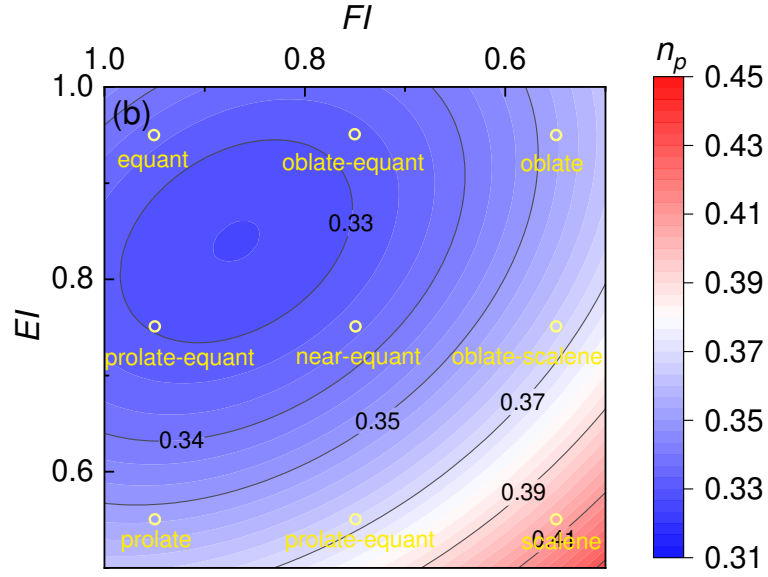 FI
1.0 0.8 0.6
n_p
0.45
1.0
(b)
equant oblate-equant oblate
0.43
0.33
0.41
0.8
0.39
EI
prolate-equant near-equant oblate-scalene
0.37
0.37
0.34 0.35
0.35
0.6
0.39
0.33
0.41
prolate prolate-equant scalene
0.31